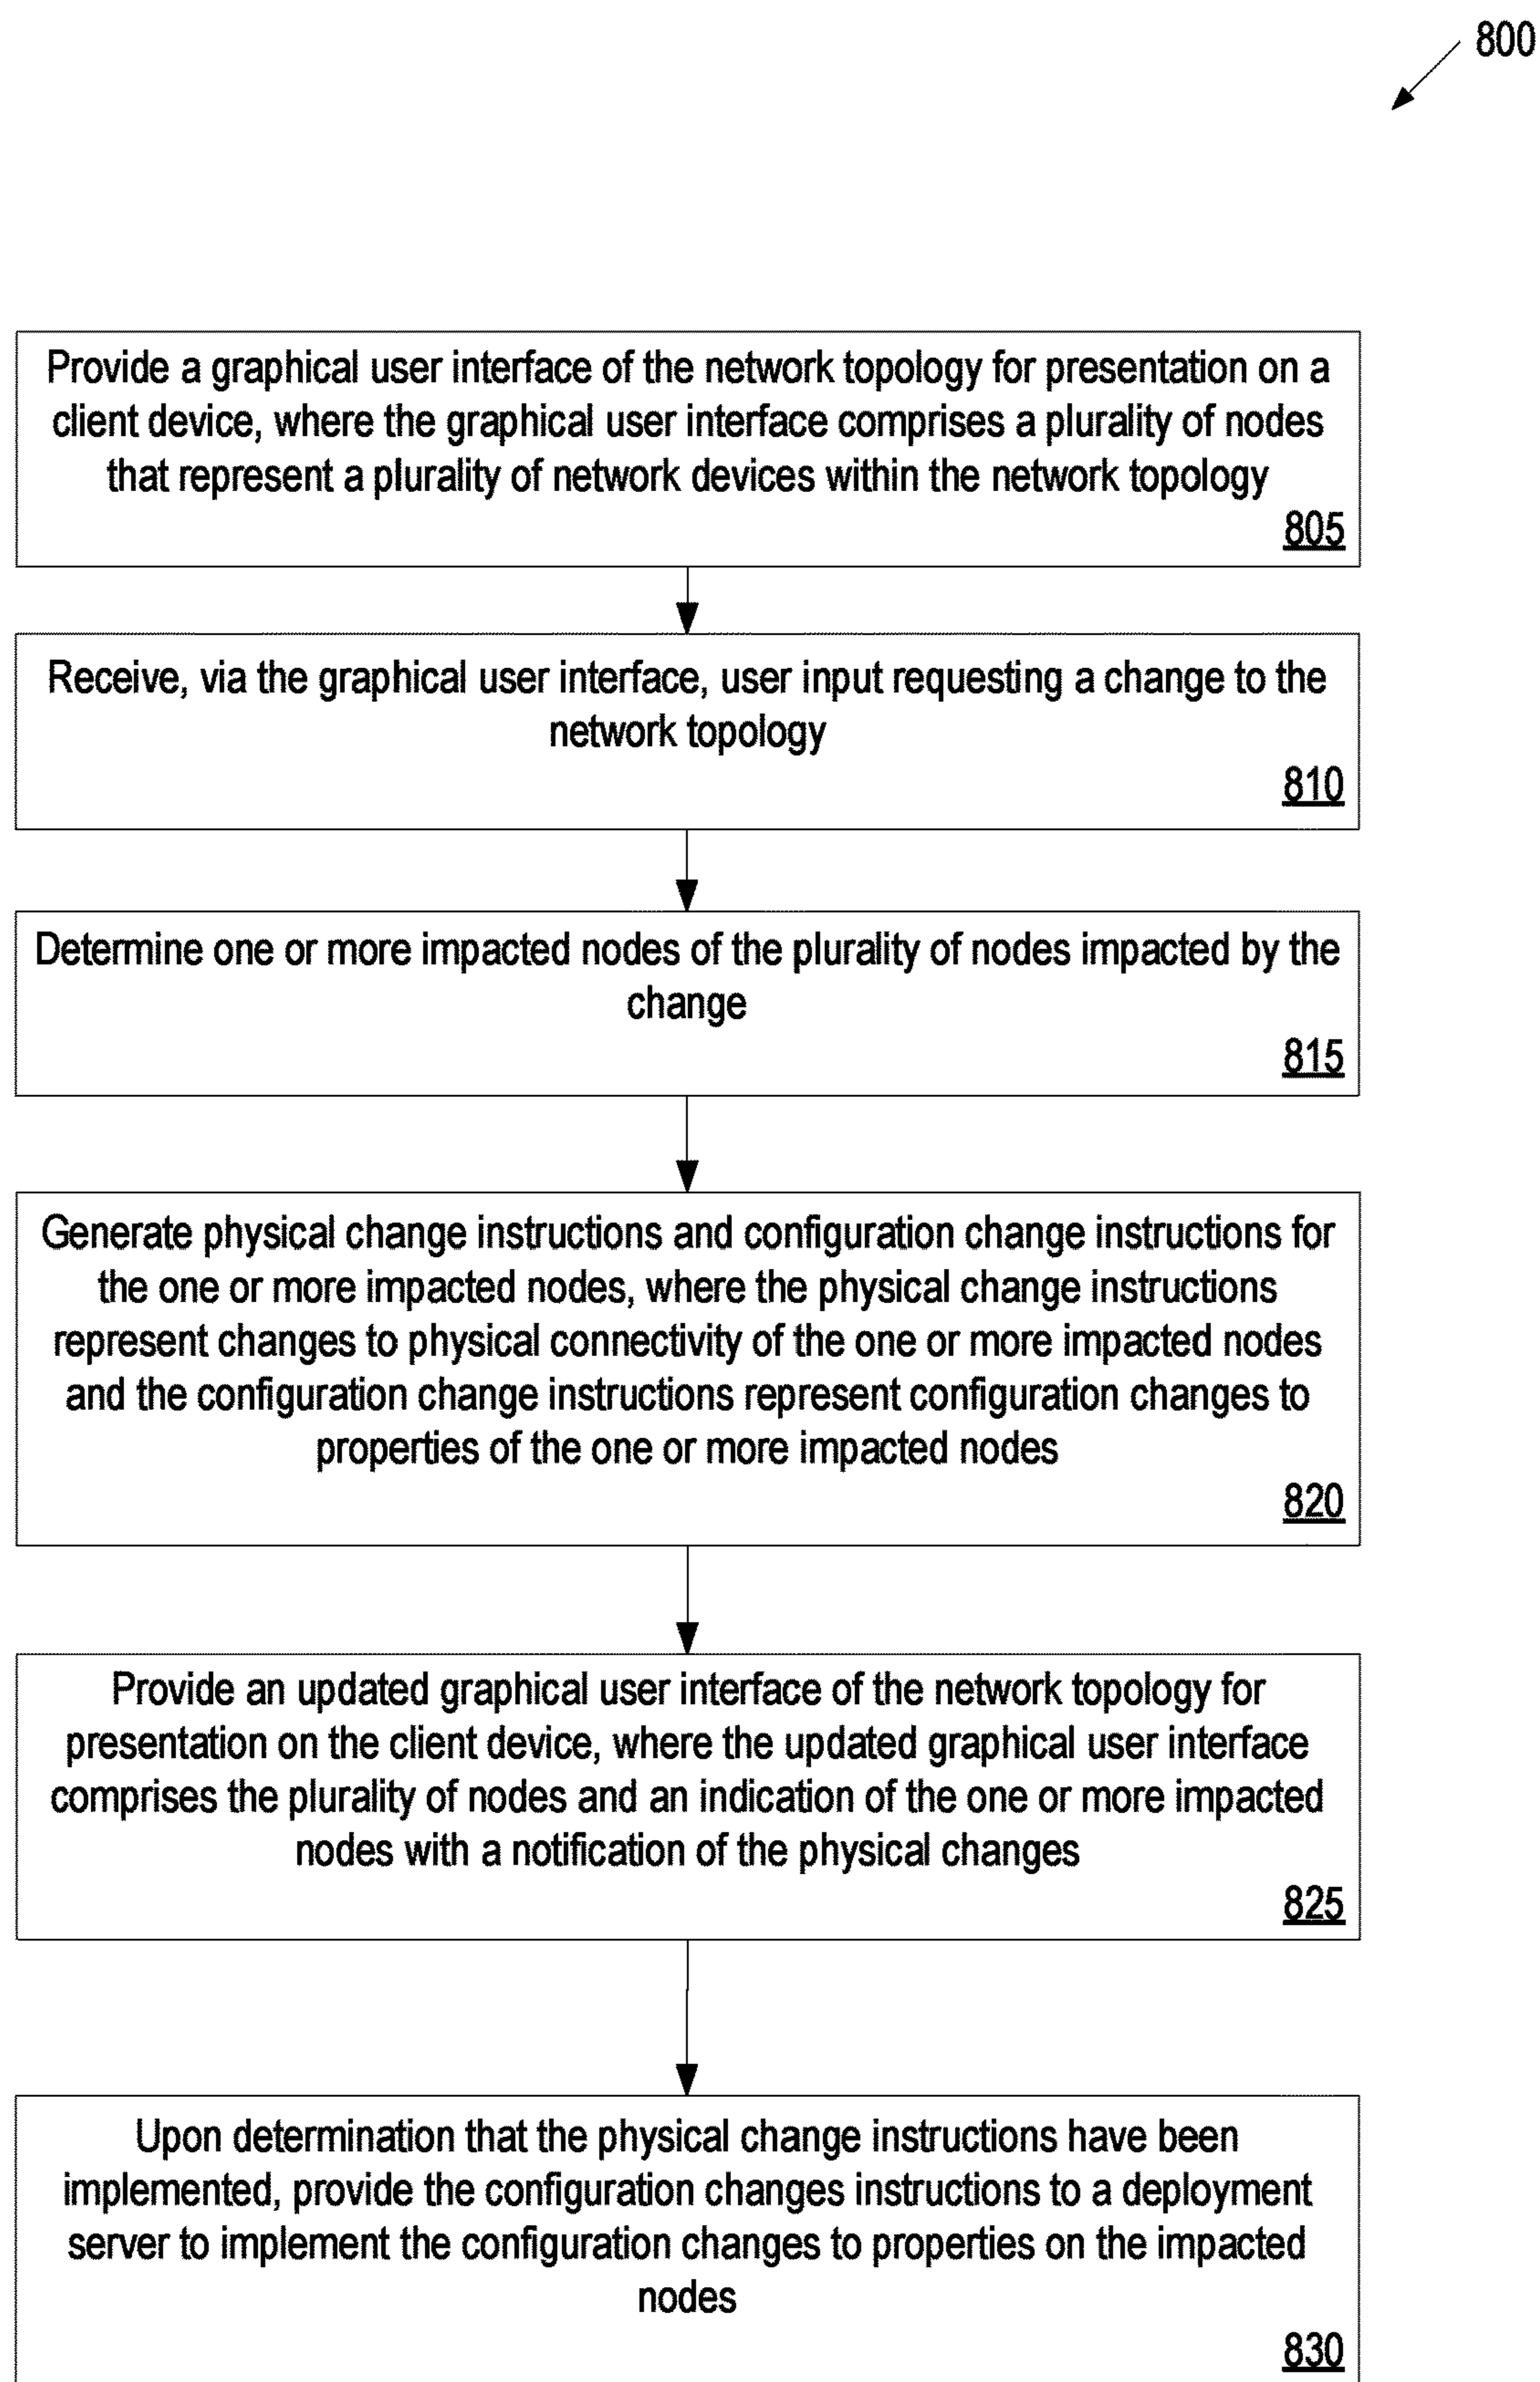 800
Provide a graphical user interface of the network topology for presentation on a
client device, where the graphical user interface comprises a plurality of nodes
that represent a plurality of network devices within the network topology
805
Receive, via the graphical user interface, user input requesting a change to the
network topology
810
Determine one or more impacted nodes of the plurality of nodes impacted by the
change
815
Generate physical change instructions and configuration change instructions for
the one or more impacted nodes, where the physical change instructions
represent changes to physical connectivity of the one or more impacted nodes
and the configuration change instructions represent configuration changes to
properties of the one or more impacted nodes
820
Provide an updated graphical user interface of the network topology for
presentation on the client device, where the updated graphical user interface
comprises the plurality of nodes and an indication of the one or more impacted
nodes with a notification of the physical changes
825
Upon determination that the physical change instructions have been
implemented, provide the configuration changes instructions to a deployment
server to implement the configuration changes to properties on the impacted
nodes
830